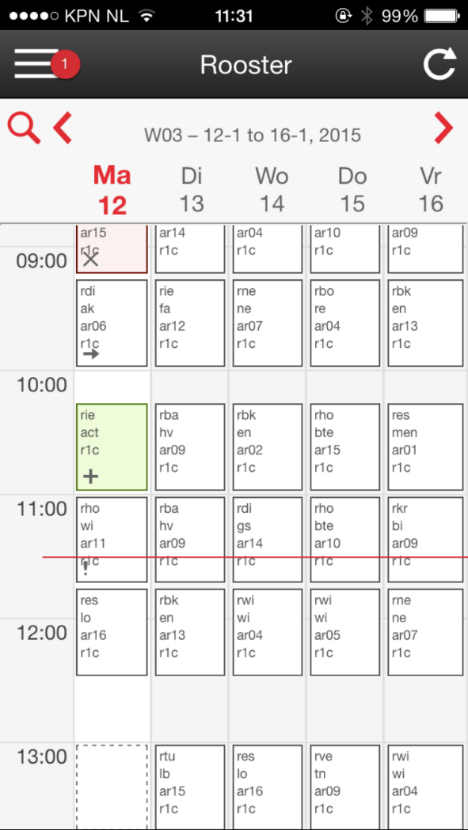 KPN NL 11:31 99%
1 Rooster
W03 – 12-1 to 16-1, 2015
Ma Di Wo Do Vr
12 13 14 15 16
ar15 ar14 ar04 ar10 ar09
r1c r1c r1c r1c r1c
09:00
rdi rie rne rbo rbk
ak fa ne re en
ar06 ar12 ar07 ar04 ar13
r1c r1c r1c r1c r1c
10:00
rie rba rbk rho res
act hv en bte men
r1c ar09 ar02 ar15 ar01
r1c r1c r1c r1c
+
11:00
rho rba rdi rho rkr
wi hv gs bte bi
ar11 ar09 ar14 ar10 ar09
r1c r1c r1c r1c r1c
!
res rbk rwi rwi rne
lo en wi wi ne
12:00
ar16 ar13 ar04 ar05 ar07
r1c r1c r1c r1c r1c
13:00
rtu res rve rwi
lb lo tn wi
ar15 ar16 ar09 ar04
r1c r1c r1c r1c